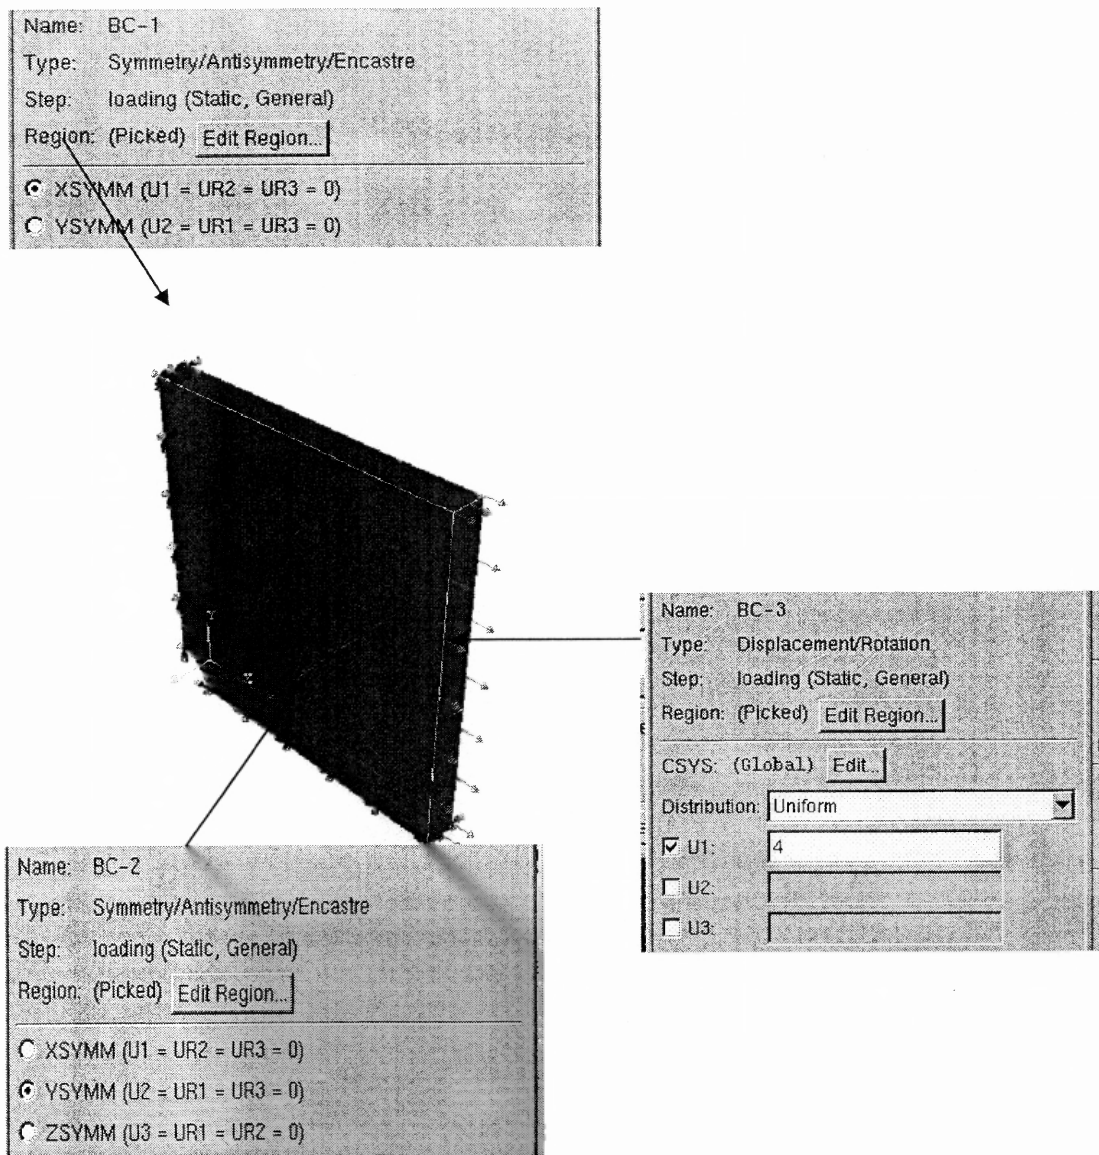 Name: BC-1
Type: Symmetry/Antisymmetry/Encastre
Step: loading (Static, General)
Region: (Picked) Edit Region...
XSYMM (U1 = UR2 = UR3 = 0)
YSYMM (U2 = UR1 = UR3 = 0)
Name: BC-3
Type: Displacement/Rotation
Step: loading (Static, General)
Region: (Picked) Edit Region...
CSYS: (Global) Edit...
Distribution: Uniform
U1: 4
U2:
U3:
Name: BC-2
Type: Symmetry/Antisymmetry/Encastre
Step: loading (Static, General)
Region: (Picked) Edit Region...
XSYMM (U1 = UR2 = UR3 = 0)
YSYMM (U2 = UR1 = UR3 = 0)
ZSYMM (U3 = UR1 = UR2 = 0)